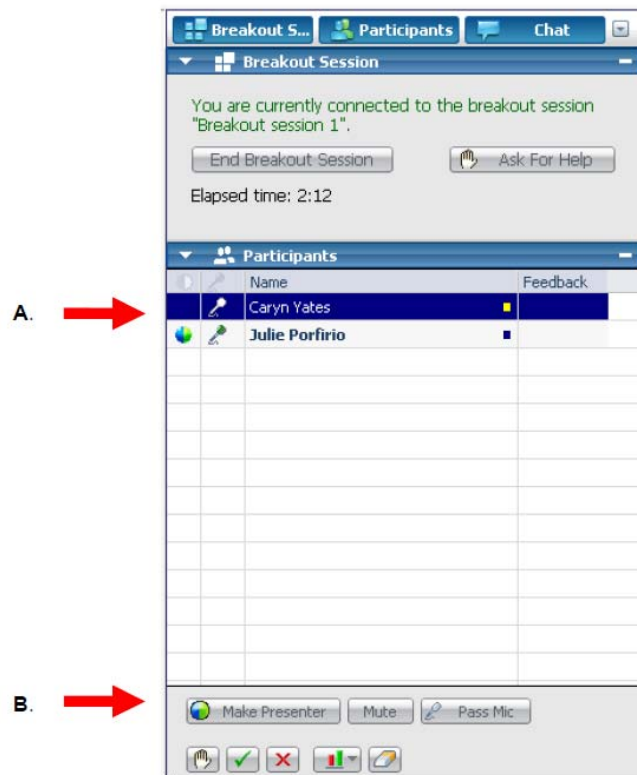 Breakout S... Participants Chat
Breakout Session
You are currently connected to the breakout session
"Breakout session 1".
End Breakout Session Ask For Help
Elapsed time: 2:12
Participants
Name Feedback
A. Caryn Yates
Julie Porfirio
B. Make Presenter Mute Pass Mic